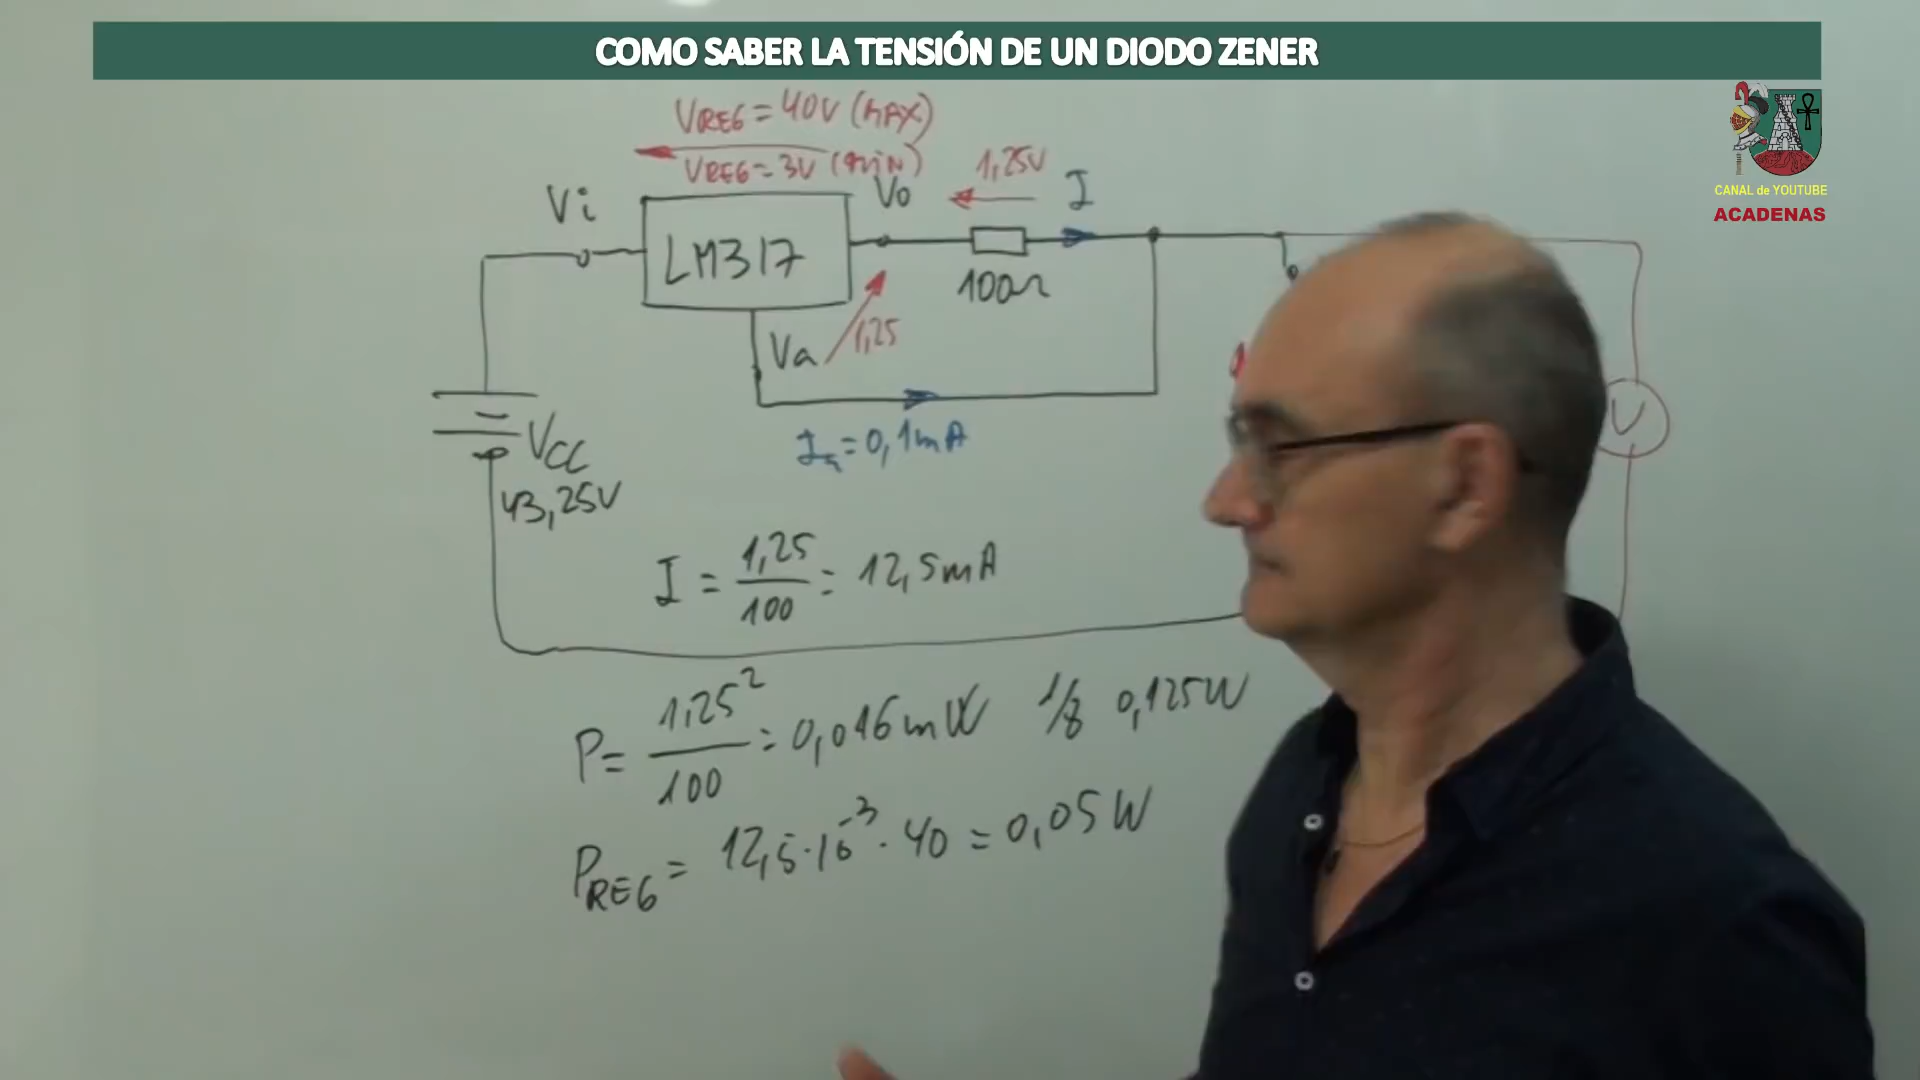 COMO SABER LA TENSIÓN DE UN DIODO ZENER
CANAL de YOUTUBE
ACADENAS
VREG = 40V (MAX)
VREG = 3V (MIN)
Vi
Vo
1,25V
I
LM317
100Ω
Va
1,25
Ia = 0,1mA
V
VCC
43,25V
I = 1,25/100 = 12,5mA
P = 1,25²/100 = 0,016mW 1/8 0,125W
PREG = 12,5·10⁻³·40 = 0,05W